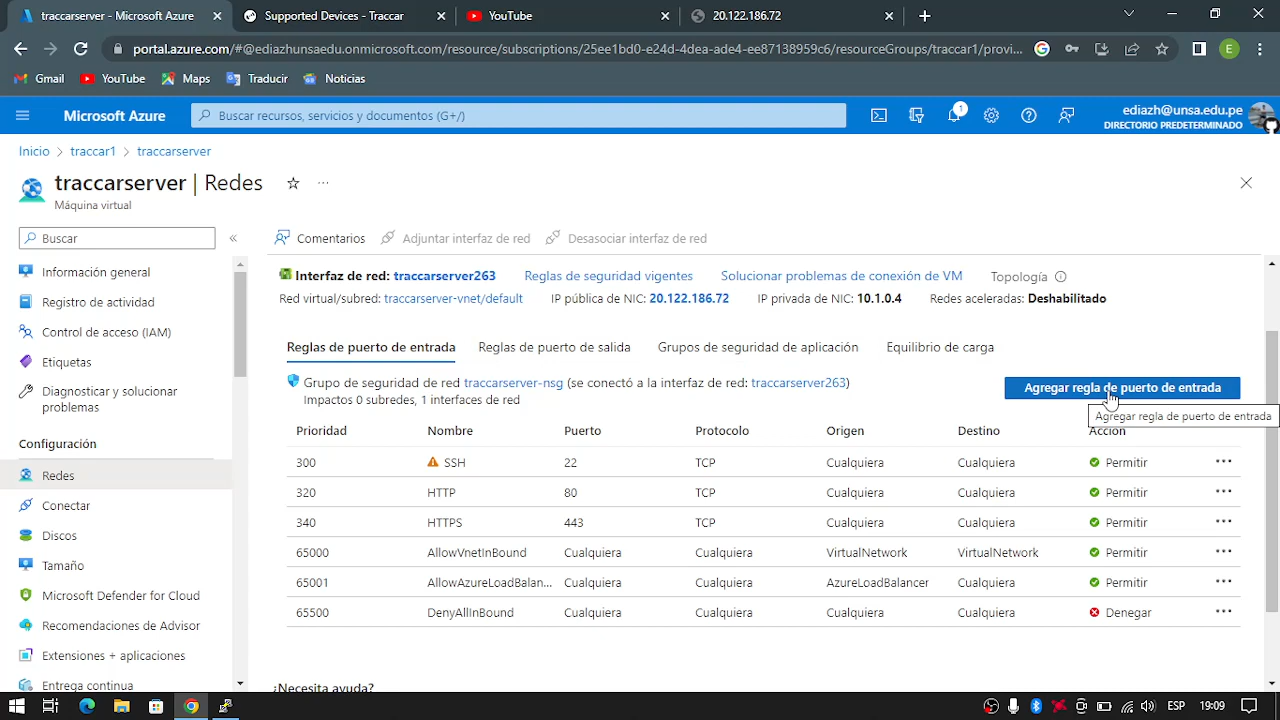 traccarserver - Microsoft Azure
Supported Devices - Traccar
YouTube
20.122.186.72
portal.azure.com/#@ediazhunsaedu.onmicrosoft.com/resource/subscriptions/25ee1bd0-e24d-4dea-ade4-ee87138959c6/resourceGroups/traccar1/provi...
E
Gmail
YouTube
Maps
Traducir
Noticias
Microsoft Azure
Buscar recursos, servicios y documentos (G+/)
1
ediazh@unsa.edu.pe
DIRECTORIO PREDETERMINADO
Inicio > traccar1 > traccarserver
traccarserver | Redes
Máquina virtual
Buscar
Comentarios
Adjuntar interfaz de red
Desasociar interfaz de red
Información general
Registro de actividad
Control de acceso (IAM)
Etiquetas
Diagnosticar y solucionar
problemas
Configuración
Redes
Conectar
Discos
Tamaño
Microsoft Defender for Cloud
Recomendaciones de Advisor
Extensiones + aplicaciones
Entrega continua
Interfaz de red: traccarserver263 Reglas de seguridad vigentes Solucionar problemas de conexión de VM Topología
Red virtual/subred: traccarserver-vnet/default IP pública de NIC: 20.122.186.72 IP privada de NIC: 10.1.0.4 Redes aceleradas: Deshabilitado
Reglas de puerto de entrada Reglas de puerto de salida Grupos de seguridad de aplicación Equilibrio de carga
Grupo de seguridad de red traccarserver-nsg (se conectó a la interfaz de red: traccarserver263)
Impactos 0 subredes, 1 interfaces de red
Agregar regla de puerto de entrada
Agregar regla de puerto de entrada
Prioridad Nombre Puerto Protocolo Origen Destino Acción
300 SSH 22 TCP Cualquiera Cualquiera Permitir
320 HTTP 80 TCP Cualquiera Cualquiera Permitir
340 HTTPS 443 TCP Cualquiera Cualquiera Permitir
65000 AllowVnetInBound Cualquiera Cualquiera VirtualNetwork VirtualNetwork Permitir
65001 AllowAzureLoadBalan... Cualquiera Cualquiera AzureLoadBalancer Cualquiera Permitir
65500 DenyAllInBound Cualquiera Cualquiera Cualquiera Cualquiera Denegar
¿Necesita ayuda?
ESP
19:09